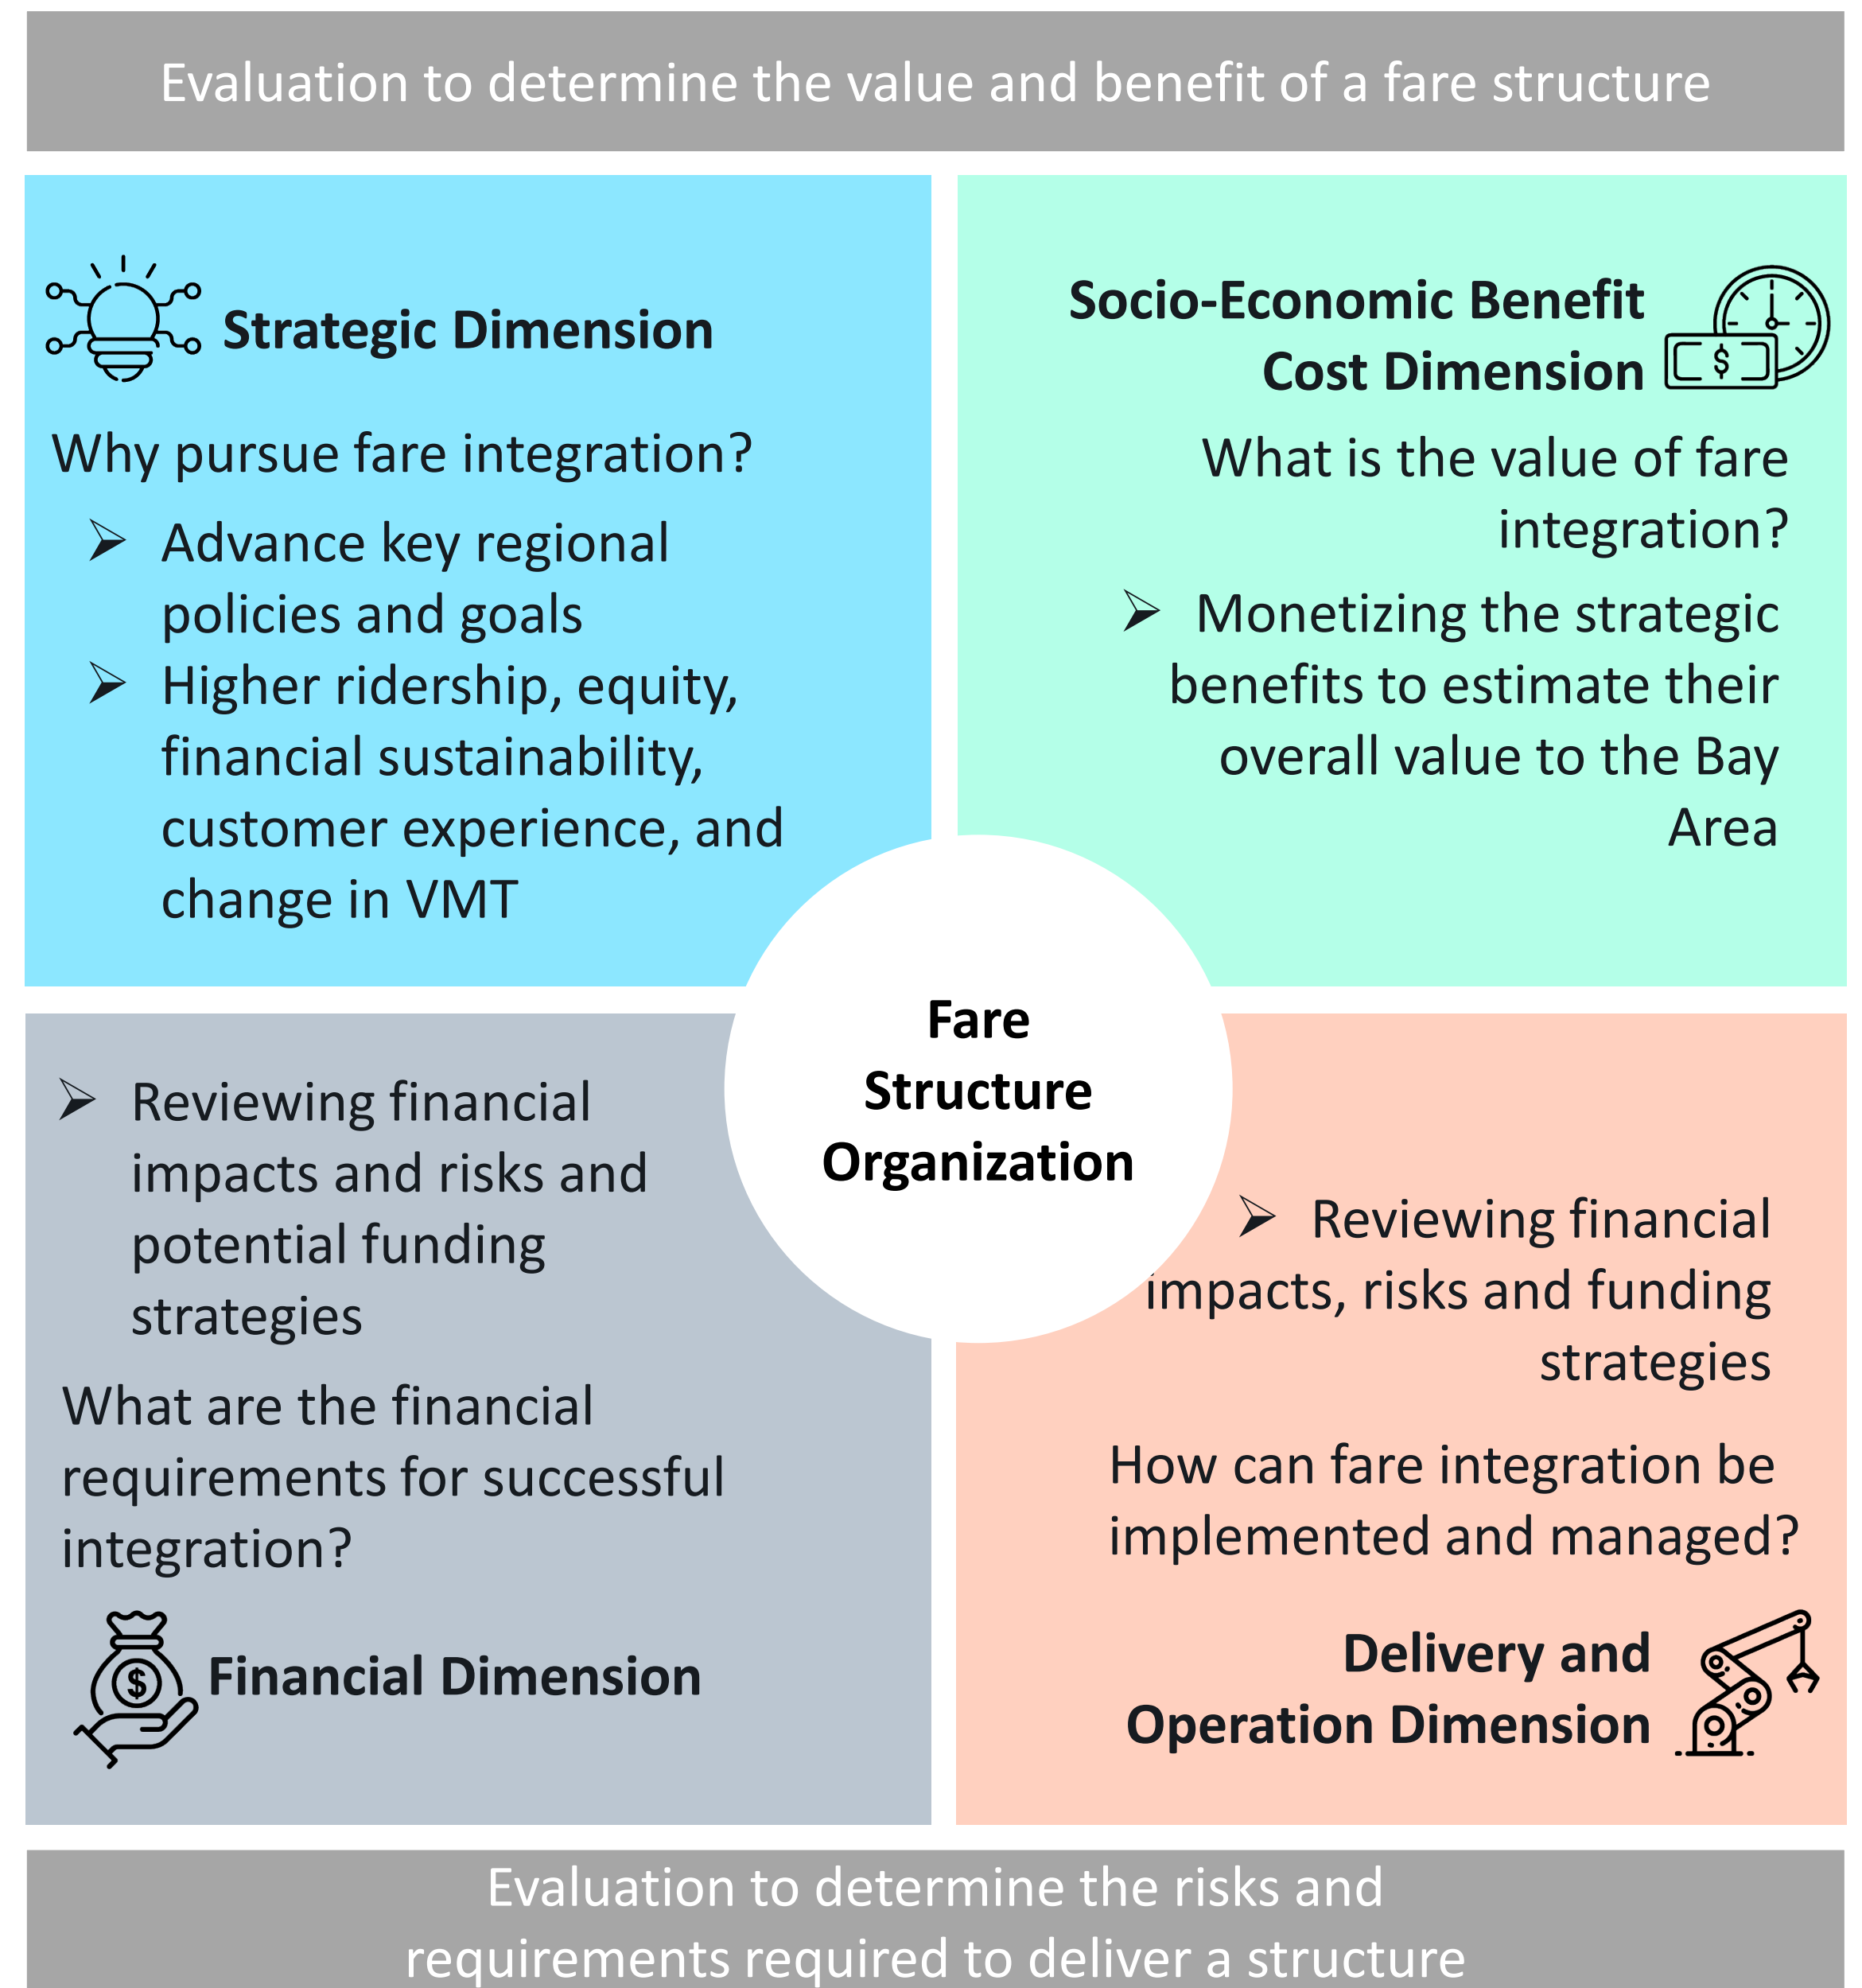 Evaluation to determine the value and benefit of a fare structure
Strategic Dimension
Why pursue fare integration?
Advance key regional
policies and goals
Higher ridership, equity,
financial sustainability,
customer experience, and
change in VMT
Socio-Economic Benefit
Cost Dimension
What is the value of fare
integration?
Monetizing the strategic
benefits to estimate their
overall value to the Bay
Area
Fare
Structure
Organization
Reviewing financial
impacts and risks and
potential funding
strategies
What are the financial
requirements for successful
integration?
Financial Dimension
Reviewing financial
impacts, risks and funding
strategies
How can fare integration be
implemented and managed?
Delivery and
Operation Dimension
Evaluation to determine the risks and
requirements required to deliver a structure